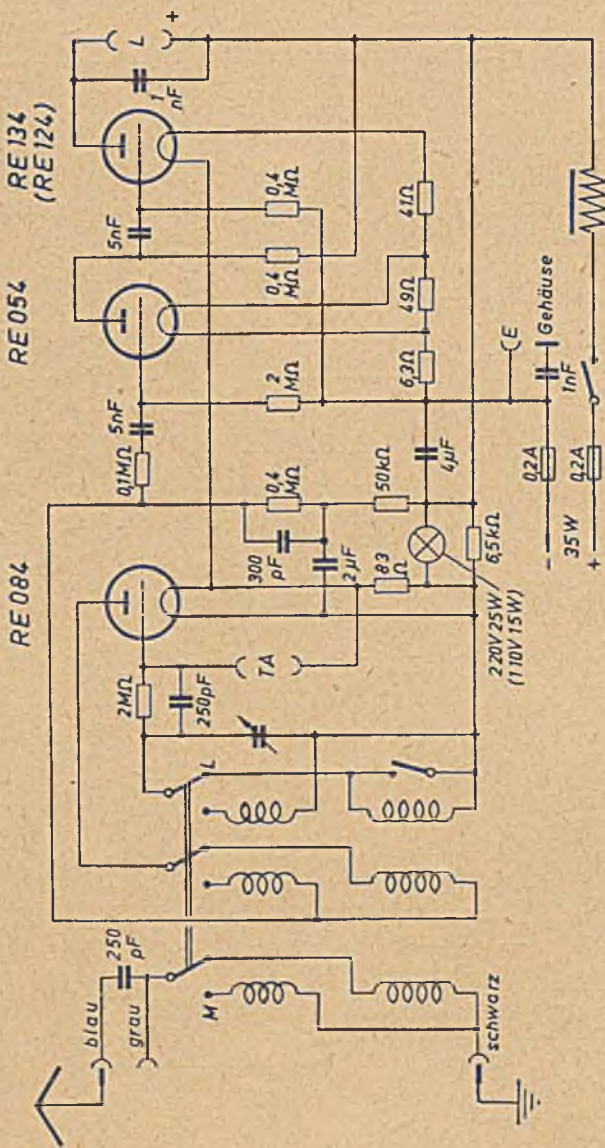 RE 084
RE 054
RE 134
(RE 124)
blau
250
pF
grau
M
L
schwarz
2MΩ
250pF
TA
300
pF
2µF
0,1MΩ
5nF
0,4
MΩ
50kΩ
83
Ω
220V 25W
(110V 15W)
6,5kΩ
4µF
2
MΩ
6,3Ω
49Ω
41Ω
0,4
MΩ
0,4
MΩ
5nF
1
nF
L
+
E
Gehäuse
1nF
0,2A
0,2A
-
35W
+